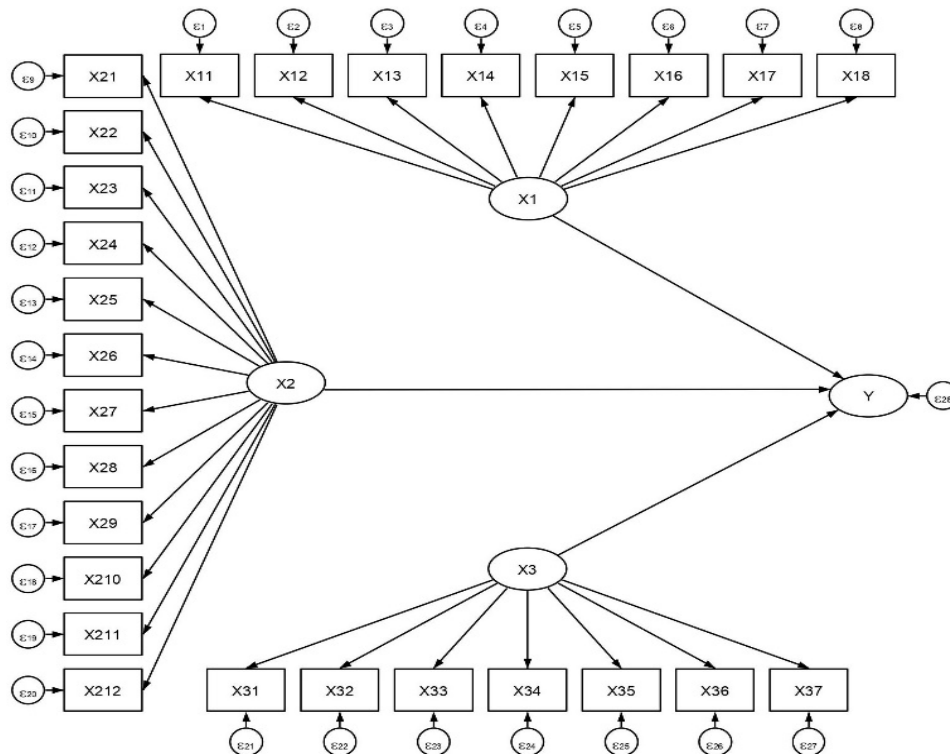 ε1 ε2 ε3 ε4 ε5 ε6 ε7 ε8
X11 X12 X13 X14 X15 X16 X17 X18
ε9 X21
ε10 X22
ε11 X23
X1
ε12 X24
ε13 X25
ε14 X26
X2
Y ε28
ε15 X27
ε16 X28
ε17 X29
X3
ε18 X210
ε19 X211
ε20 X212
X31 X32 X33 X34 X35 X36 X37
ε21 ε22 ε23 ε24 ε25 ε26 ε27